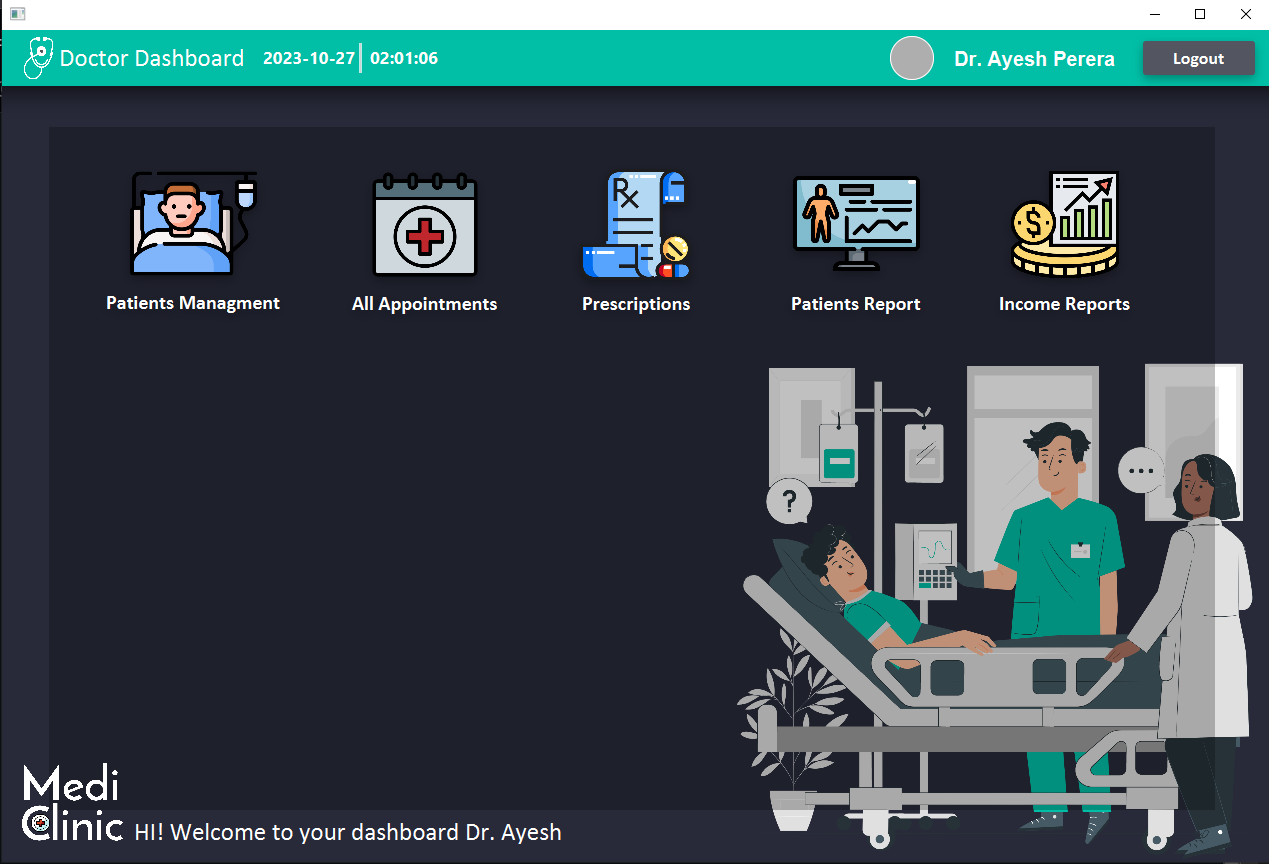 Doctor Dashboard 2023-10-27 02:01:06 Dr. Ayesh Perera Logout
Rx
$
Patients Managment All Appointments Prescriptions Patients Report Income Reports
?
Medi
Clinic HI! Welcome to your dashboard Dr. Ayesh